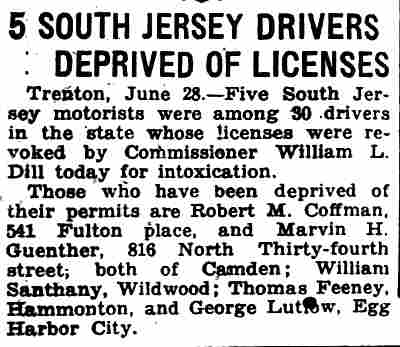 5 SOUTH JERSEY DRIVERS
DEPRIVED OF LICENSES
Trenton, June 28.—Five South Jer-
sey motorists were among 30 drivers
in the state whose licenses were re-
voked by Commissioner William L.
Dill today for intoxication.
Those who have been deprived of
their permits are Robert M. Coffman,
541 Fulton place, and Marvin H.
Guenther, 816 North Thirty-fourth
street; both of Camden; William
Santhany, Wildwood; Thomas Feeney,
Hammonton, and George Lutlow, Egg
Harbor City.